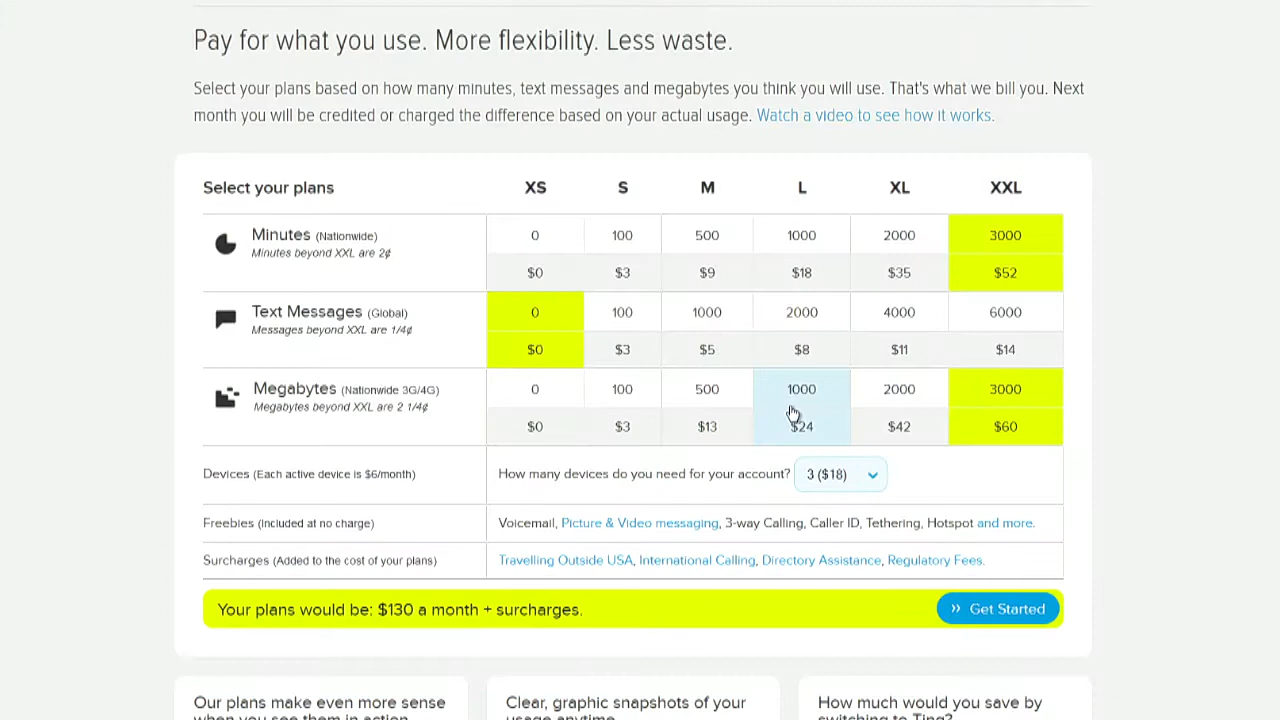 Pay for what you use. More flexibility. Less waste.
Select your plans based on how many minutes, text messages and megabytes you think you will use. That's what we bill you. Next
month you will be credited or charged the difference based on your actual usage. Watch a video to see how it works.
Select your plans XS S M L XL XXL
Minutes (Nationwide) 0 100 500 1000 2000 3000
Minutes beyond XXL are 2¢
$0 $3 $9 $18 $35 $52
Text Messages (Global) 0 100 1000 2000 4000 6000
Messages beyond XXL are 1/4¢
$0 $3 $5 $8 $11 $14
Megabytes (Nationwide 3G/4G) 0 100 500 1000 2000 3000
Megabytes beyond XXL are 2 1/4¢
$0 $3 $13 $24 $42 $60
Devices (Each active device is $6/month) How many devices do you need for your account? 3 ($18)
Freebies (Included at no charge) Voicemail, Picture & Video messaging, 3-way Calling, Caller ID, Tethering, Hotspot and more.
Surcharges (Added to the cost of your plans) Travelling Outside USA, International Calling, Directory Assistance, Regulatory Fees.
Your plans would be: $130 a month + surcharges. » Get Started
Our plans make even more sense Clear, graphic snapshots of your How much would you save by
when you see them in action. usage anytime. switching to Ting?